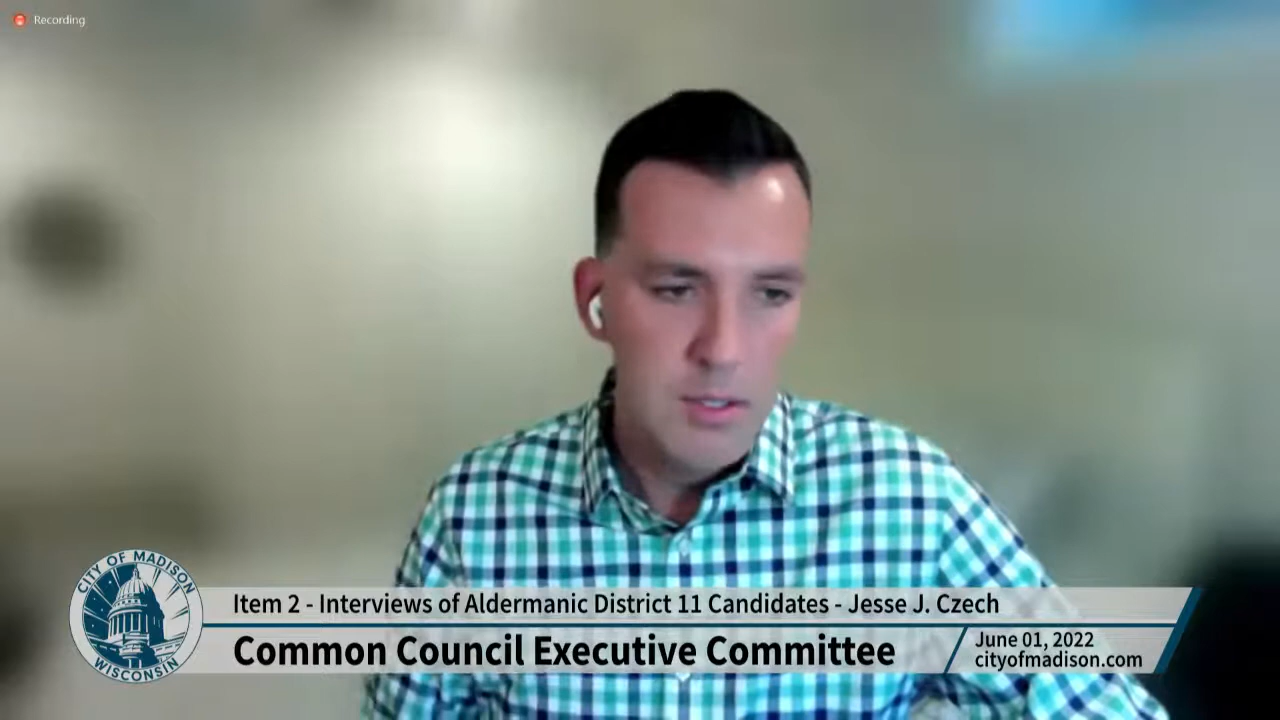 Recording
CITY OF MADISON
WISCONSIN
Item 2 - Interviews of Aldermanic District 11 Candidates - Jesse J. Czech
Common Council Executive Committee
June 01, 2022
cityofmadison.com